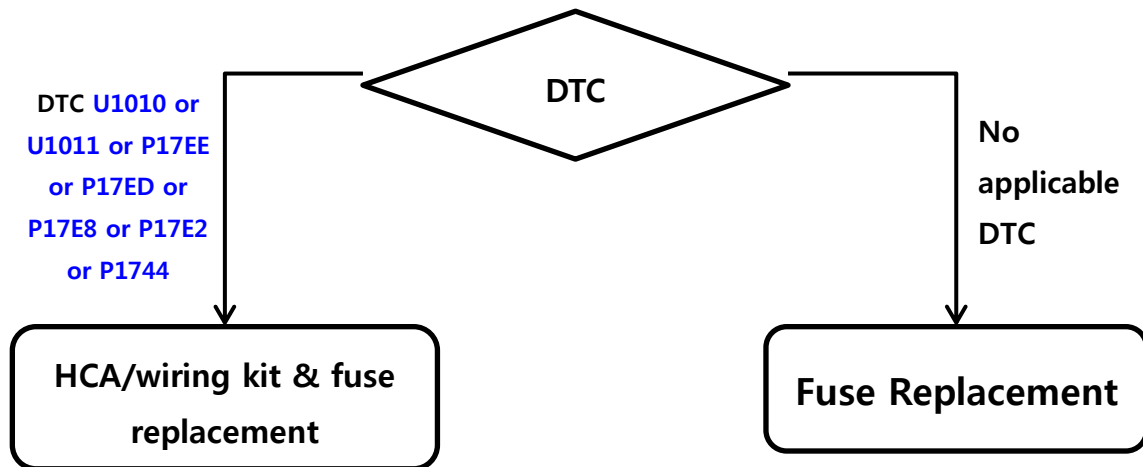 DTC
DTC U1010 or
U1011 or P17EE
or P17ED or
P17E8 or P17E2
or P1744
No
applicable
DTC
HCA/wiring kit & fuse
replacement
Fuse Replacement